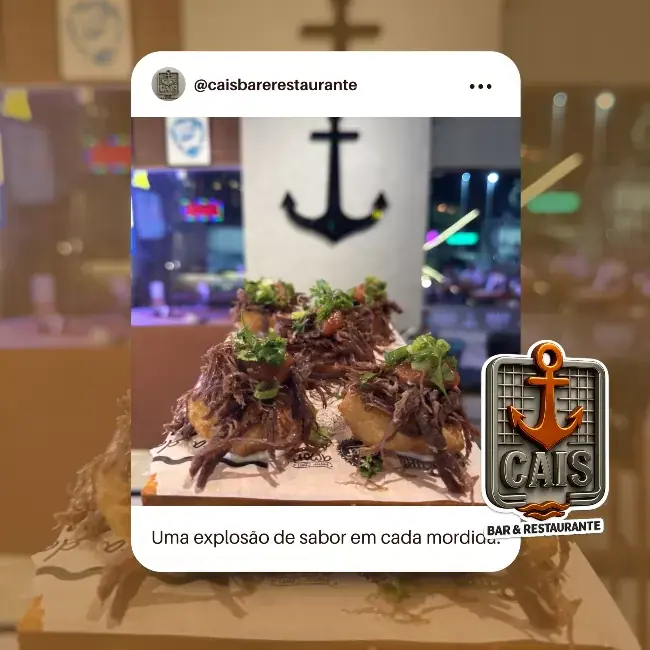 @caisbarerestaurante
Uma explosão de sabor em cada mordida.
CAIS
BAR & RESTAURANTE